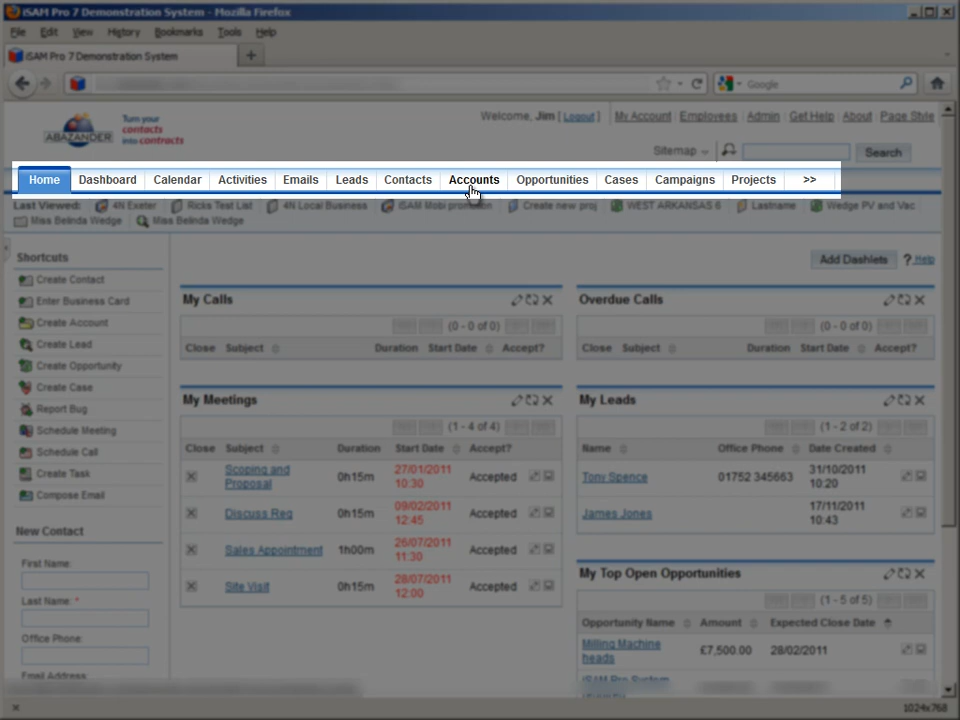 iSAM Pro 7 Demonstration System - Mozilla Firefox
File Edit View History Bookmarks Tools Help
iSAM Pro 7 Demonstration System
Google
ABAZANDER Turn your contacts into contracts
Welcome, Jim [ Logout ] My Account Employees Admin Get Help About Page Style
Sitemap Search
Home Dashboard Calendar Activities Emails Leads Contacts Accounts Opportunities Cases Campaigns Projects >>
Last Viewed: 4N Exeter Ricks Test List 4N Local Business iSAM Mobi promotion Create new proj WEST ARKANSAS 6 Lastname Wedge PV and Vac
Miss Belinda Wedge Miss Belinda Wedge
Shortcuts
Create Contact
Enter Business Card
Create Account
Create Lead
Create Opportunity
Create Case
Report Bug
Schedule Meeting
Schedule Call
Create Task
Compose Email
New Contact
First Name:
Last Name: *
Office Phone:
Email Address
Add Dashlets ? Help
My Calls
(0 - 0 of 0)
Close Subject Duration Start Date Accept?
Overdue Calls
(0 - 0 of 0)
Close Subject Duration Start Date Accept?
My Meetings
(1 - 4 of 4)
Close Subject Duration Start Date Accept?
Scoping and Proposal 0h15m 27/01/2011 10:30 Accepted
Discuss Req 0h15m 09/02/2011 12:45 Accepted
Sales Appointment 1h00m 26/07/2011 11:30 Accepted
Site Visit 0h15m 28/07/2011 12:00 Accepted
My Leads
(1 - 2 of 2)
Name Office Phone Date Created
Tony Spence 01752 345663 31/10/2011 10:20
James Jones 17/11/2011 10:43
My Top Open Opportunities
(1 - 5 of 5)
Opportunity Name Amount Expected Close Date
Milling Machine heads £7,500.00 28/02/2011
iSAM Pro System
1024x768